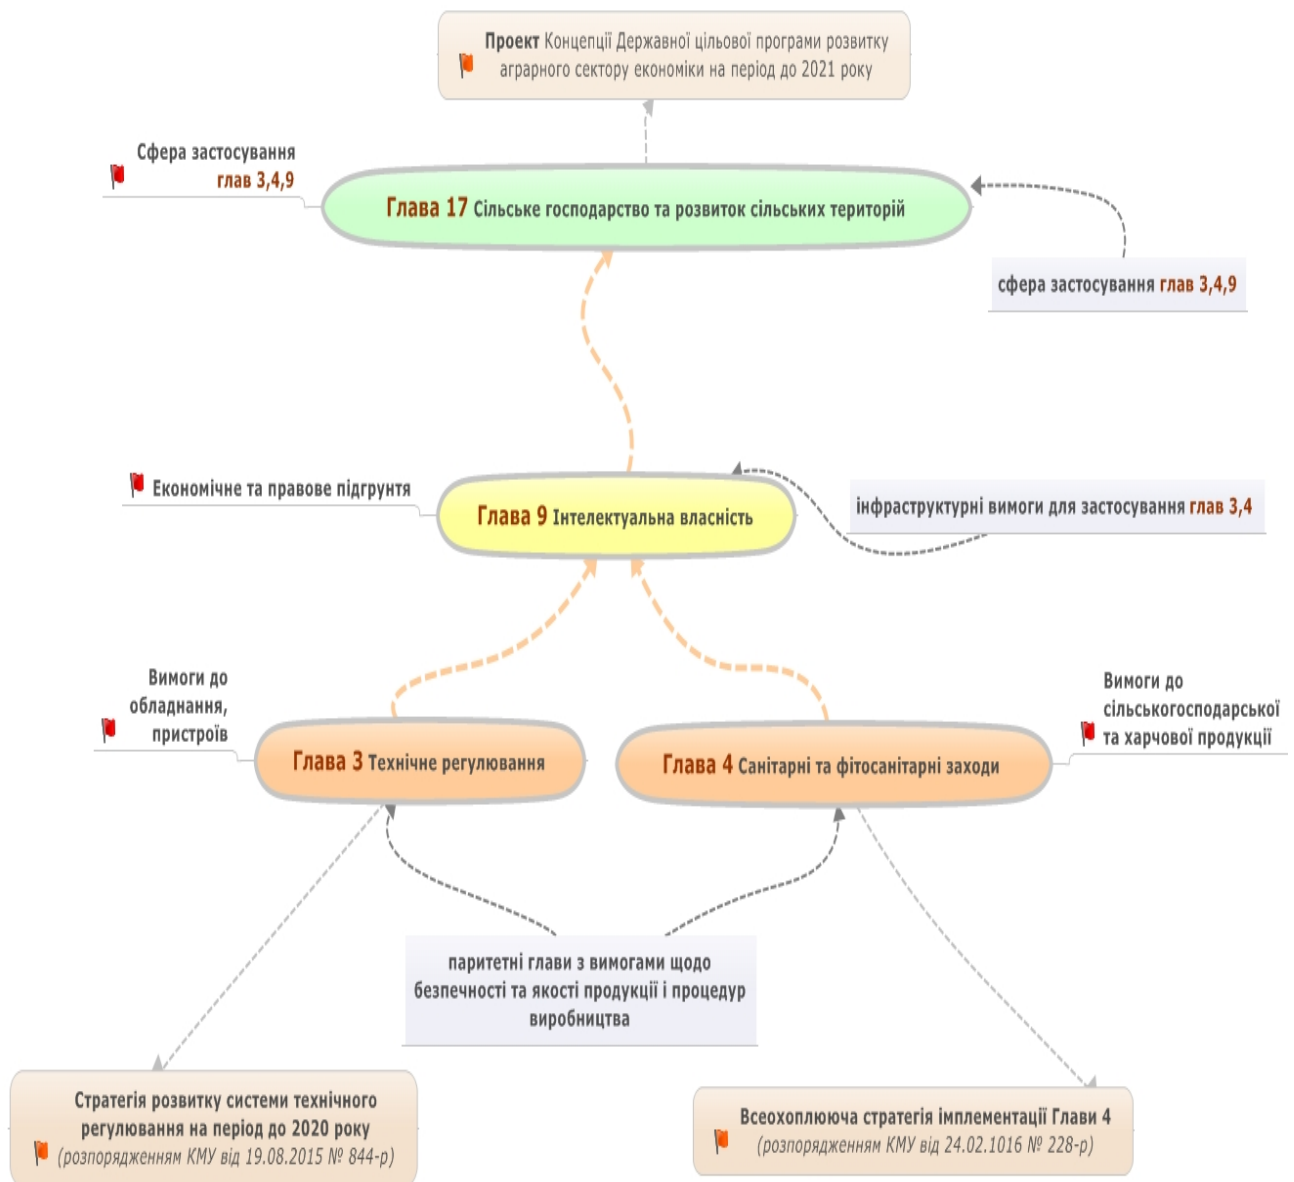 Проект Концепції Державної цільової програми розвитку
аграрного сектору економіки на період до 2021 року
Сфера застосування
глав 3,4,9
Глава 17 Сільське господарство та розвиток сільських територій
сфера застосування глав 3,4,9
Економічне та правове підгрунтя
Глава 9 Інтелектуальна власність
інфраструктурні вимоги для застосування глав 3,4
Вимоги до
обладнання,
пристроїв
Глава 3 Технічне регулювання
Глава 4 Санітарні та фітосанітарні заходи
Вимоги до
сільськогосподарської
та харчової продукції
паритетні глави з вимогами щодо
безпечності та якості продукції і процедур
виробництва
Стратегія розвитку системи технічного
регулювання на період до 2020 року
(розпорядженням КМУ від 19.08.2015 № 844-р)
Всеохоплююча стратегія імплементації Глави 4
(розпорядженням КМУ від 24.02.1016 № 228-р)